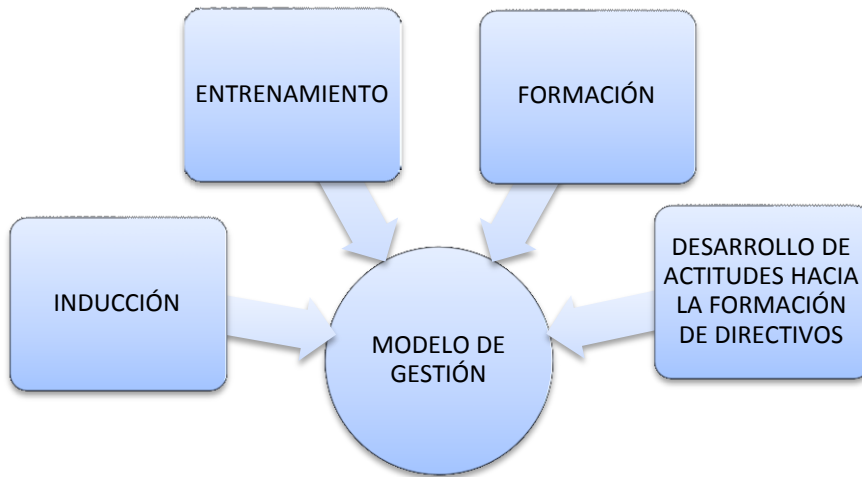 ENTRENAMIENTO
FORMACIÓN
INDUCCIÓN
DESARROLLO DE
ACTITUDES HACIA
LA FORMACIÓN
DE DIRECTIVOS
MODELO DE
GESTIÓN